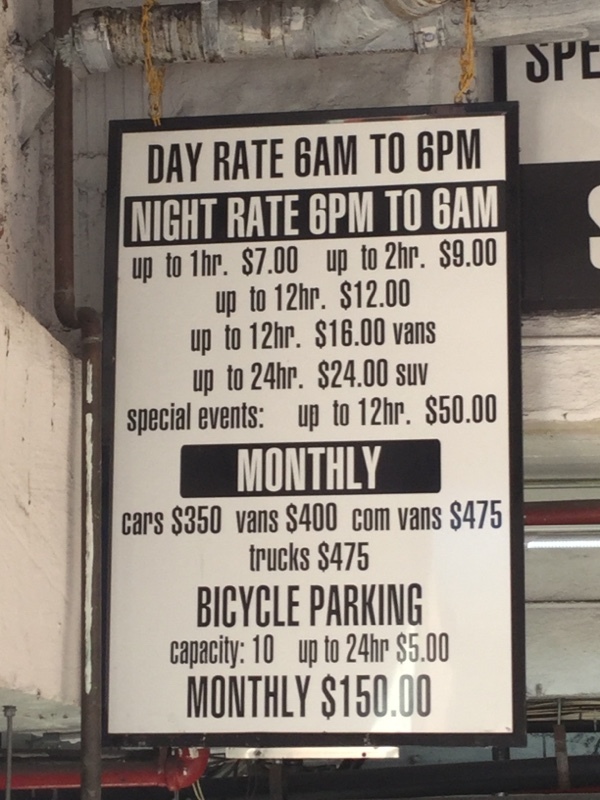 SPE
DAY RATE 6AM TO 6PM
NIGHT RATE 6PM TO 6AM
up to 1hr. $7.00 up to 2hr. $9.00
up to 12hr. $12.00
up to 12hr. $16.00 vans
up to 24hr. $24.00 suv
special events: up to 12hr. $50.00
MONTHLY
cars $350 vans $400 com vans $475
trucks $475
BICYCLE PARKING
capacity: 10 up to 24hr $5.00
MONTHLY $150.00